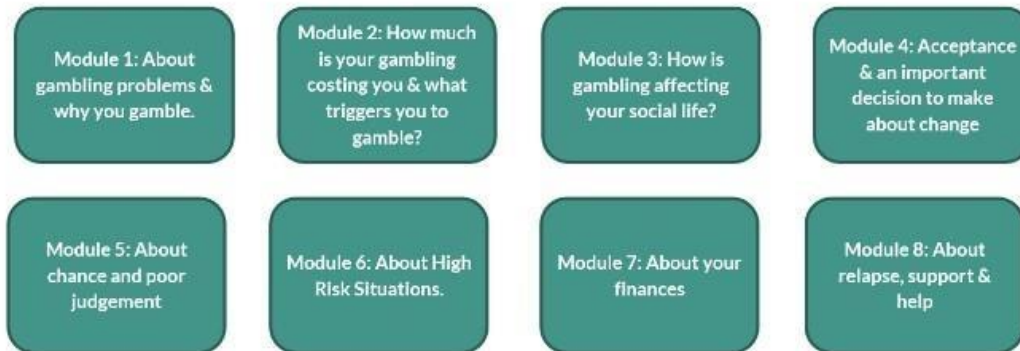 Module 1: About
gambling problems &
why you gamble.
Module 2: How much
is your gambling
costing you & what
triggers you to
gamble?
Module 3: How is
gambling affecting
your social life?
Module 4: Acceptance
& an important
decision to make
about change
Module 5: About
chance and poor
judgement
Module 6: About High
Risk Situations.
Module 7: About your
finances
Module 8: About
relapse, support &
help